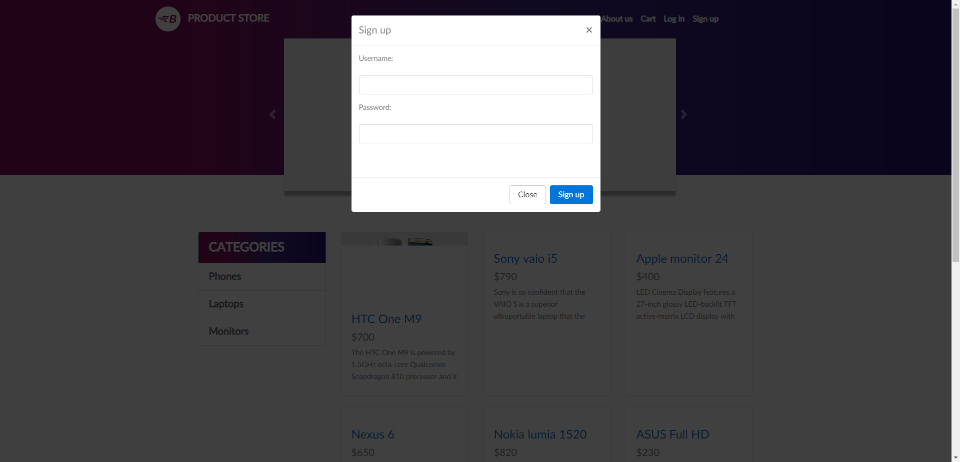 B
PRODUCT STORE
About us
Cart
Log in
Sign up
Sign up
×
Username:
Password:
Close
Sign up
CATEGORIES
Phones
Laptops
Monitors
HTC One M9
$700
The HTC One M9 is powered by
1.5GHz octa-core Qualcomm
Snapdragon 810 processor and it
Sony vaio i5
$790
Sony is so confident that the
VAIO S is a superior
ultraportable laptop that the
Apple monitor 24
$400
LED Cinema Display features a
27-inch glossy LED-backlit TFT
active-matrix LCD display with
Nexus 6
$650
Nokia lumia 1520
$820
ASUS Full HD
$230